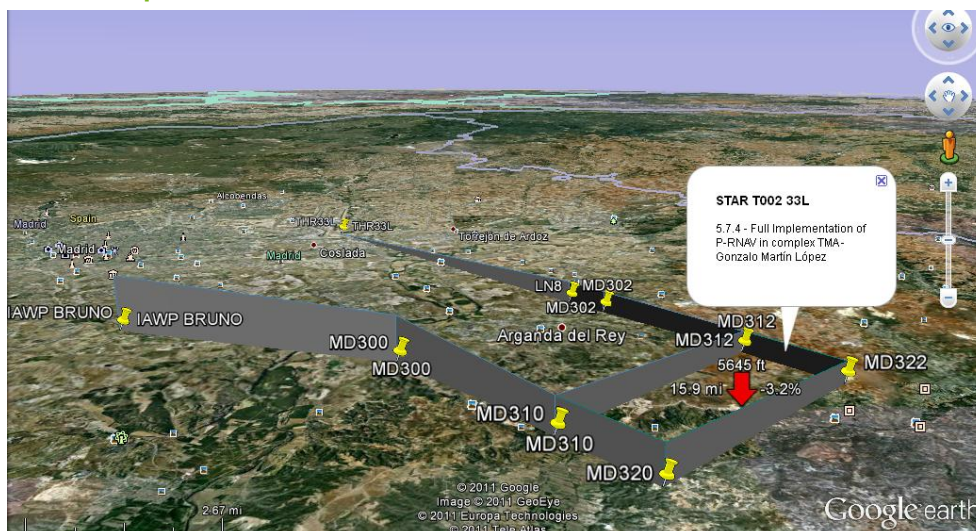 Alcobendas
Madrid
Spain
THR33L
THR33L
Madrid
Madrid
Coslada
Torrejon de Ardoz
STAR T002 33L
5.7.4 - Full Implementation of
P-RNAV in complex TMA-
Gonzalo Martín López
LN8
MD302
MD302
IAWP BRUNO
IAWP BRUNO
Arganda del Rey
MD312
MD312
MD300
MD300
5645 ft
MD322
15.9 mi
-3.2%
MD310
MD310
MD320
© 2011 Google
Image © 2011 GeoEye
© 2011 Europa Technologies
© 2011 Tele Atlas
2.67 mi
Google earth